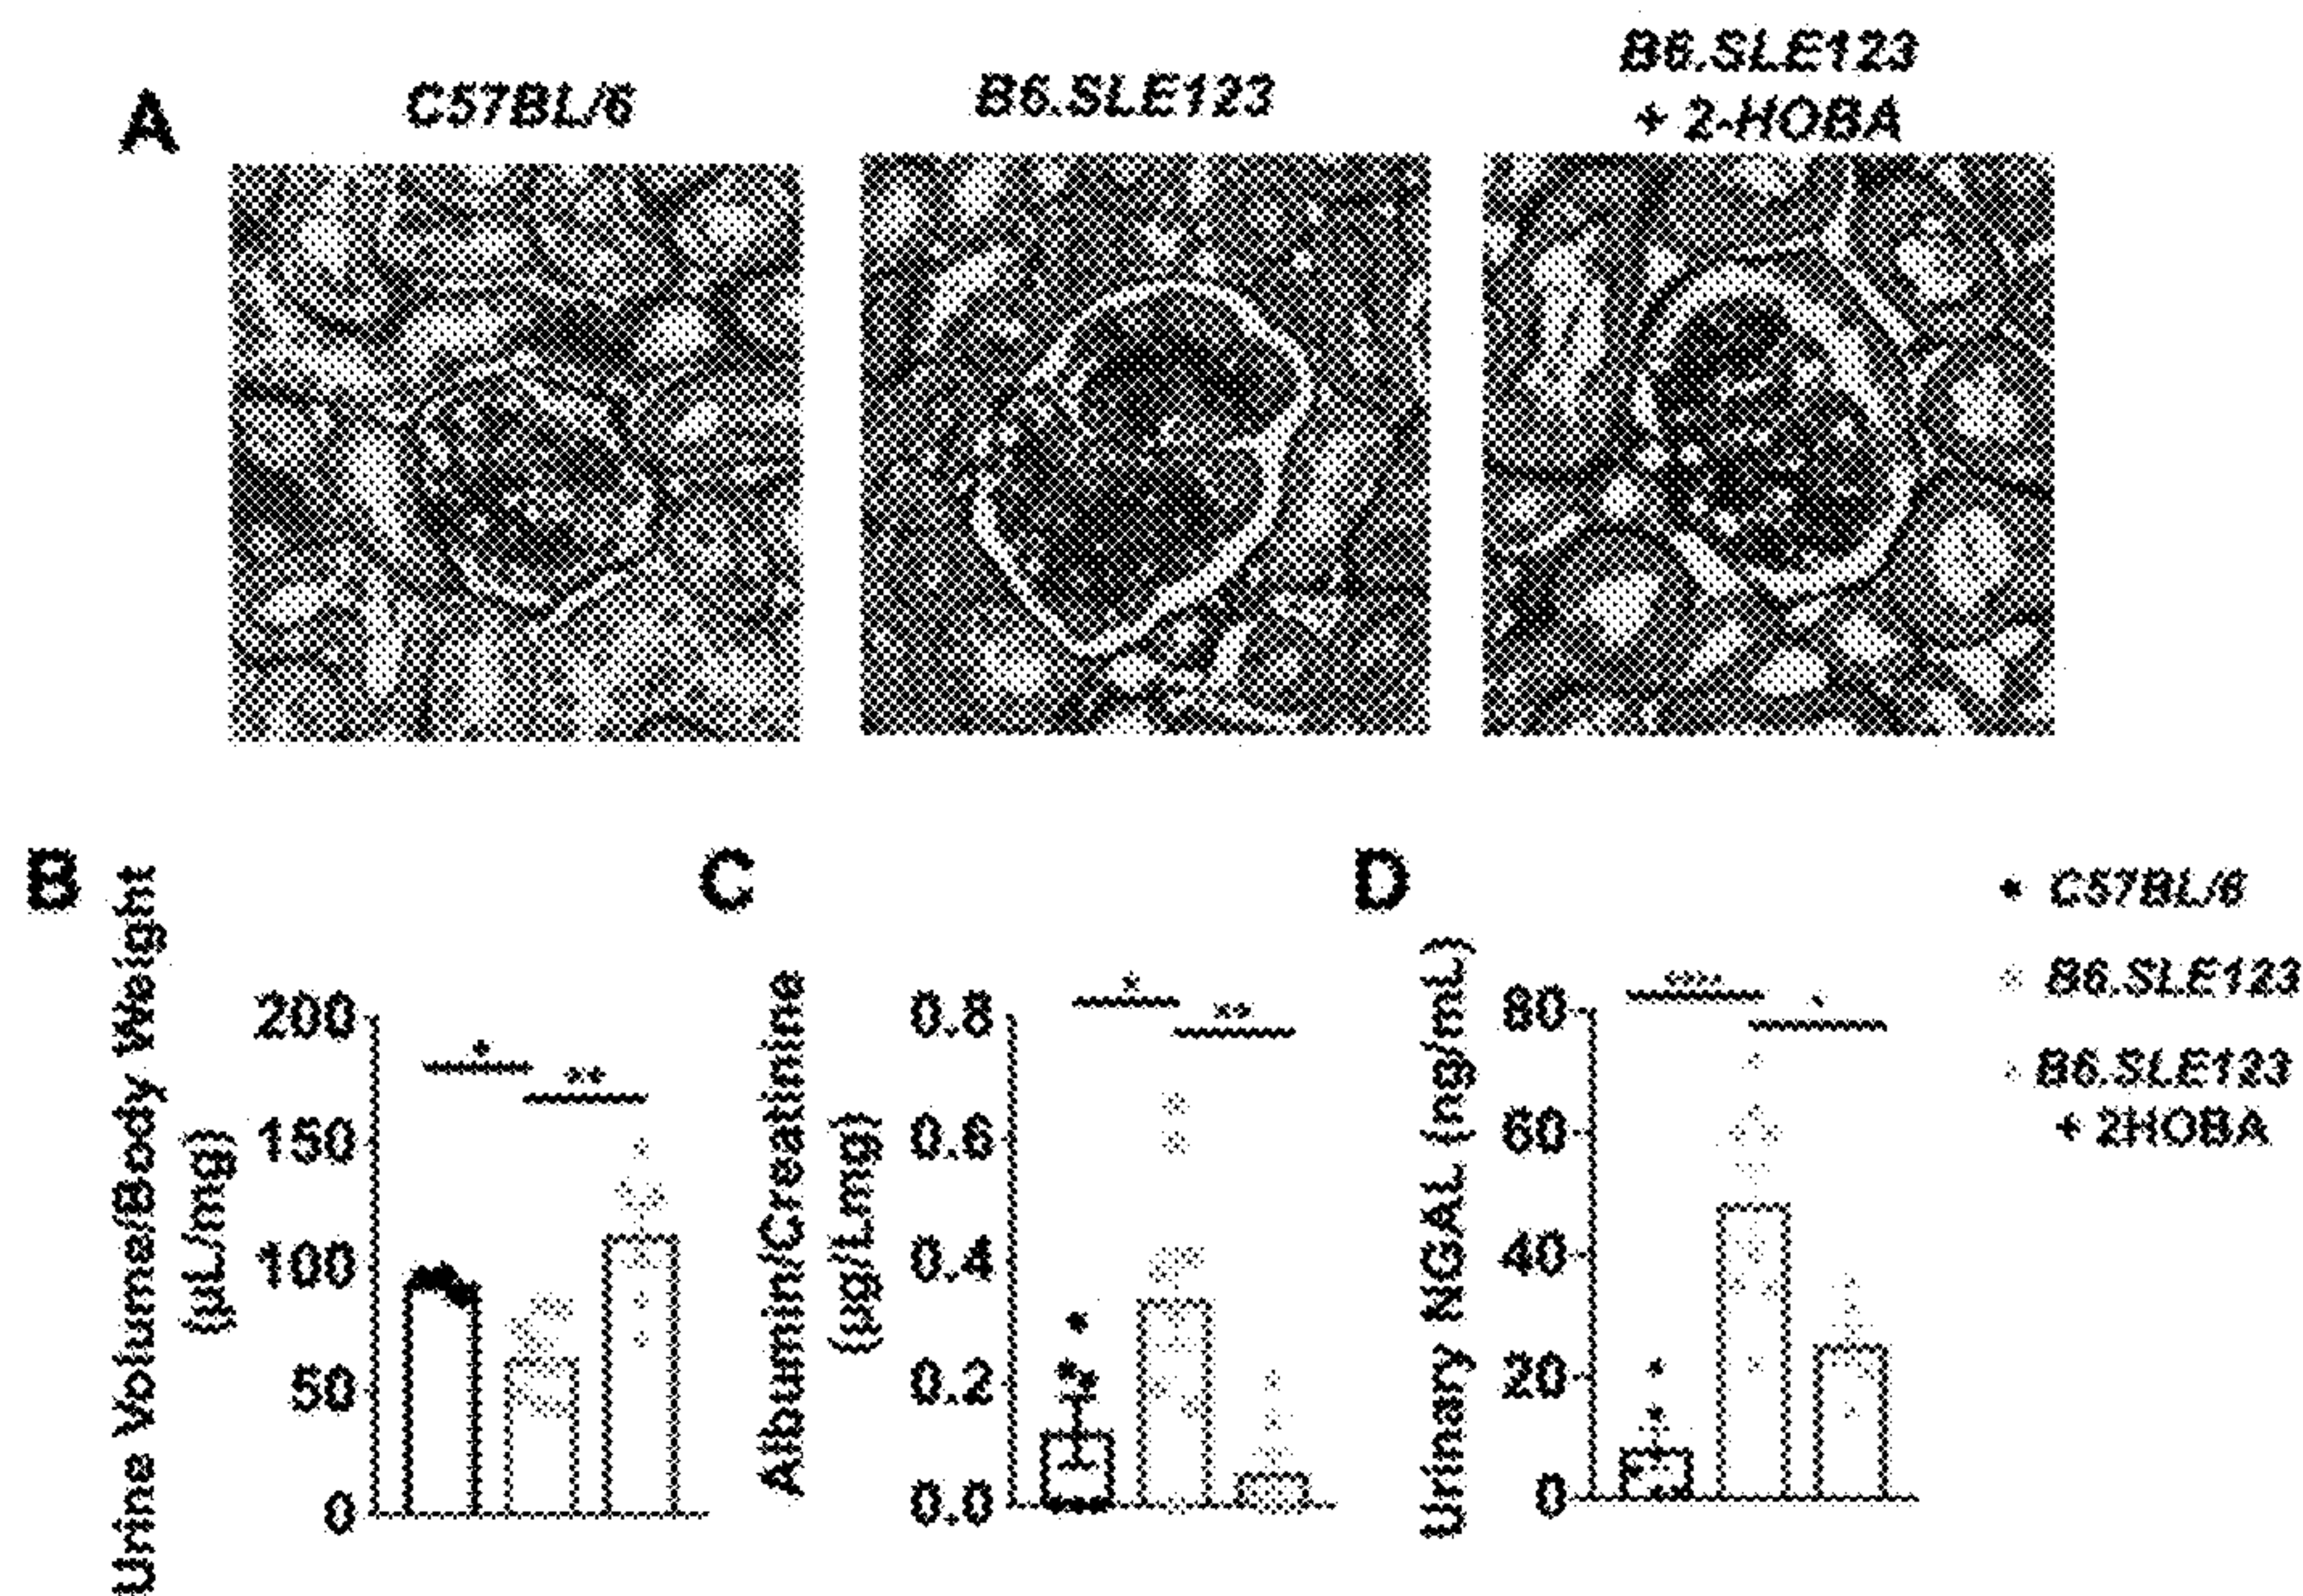 A
C57BL/6
B6.SLE123
B6.SLE123
+ 2-HOBA
B
Urine Volume/Body Weight
(µL/mg)
200
150
100
50
0
*
**
C
Albumin/Creatinine
(µg/Lmg)
0.8
0.6
0.4
0.2
0.0
*
**
D
Urinary NGAL (ng/mL)
80
60
40
20
0
*
C57BL/6
B6.SLE123
B6.SLE123
+ 2HOBA